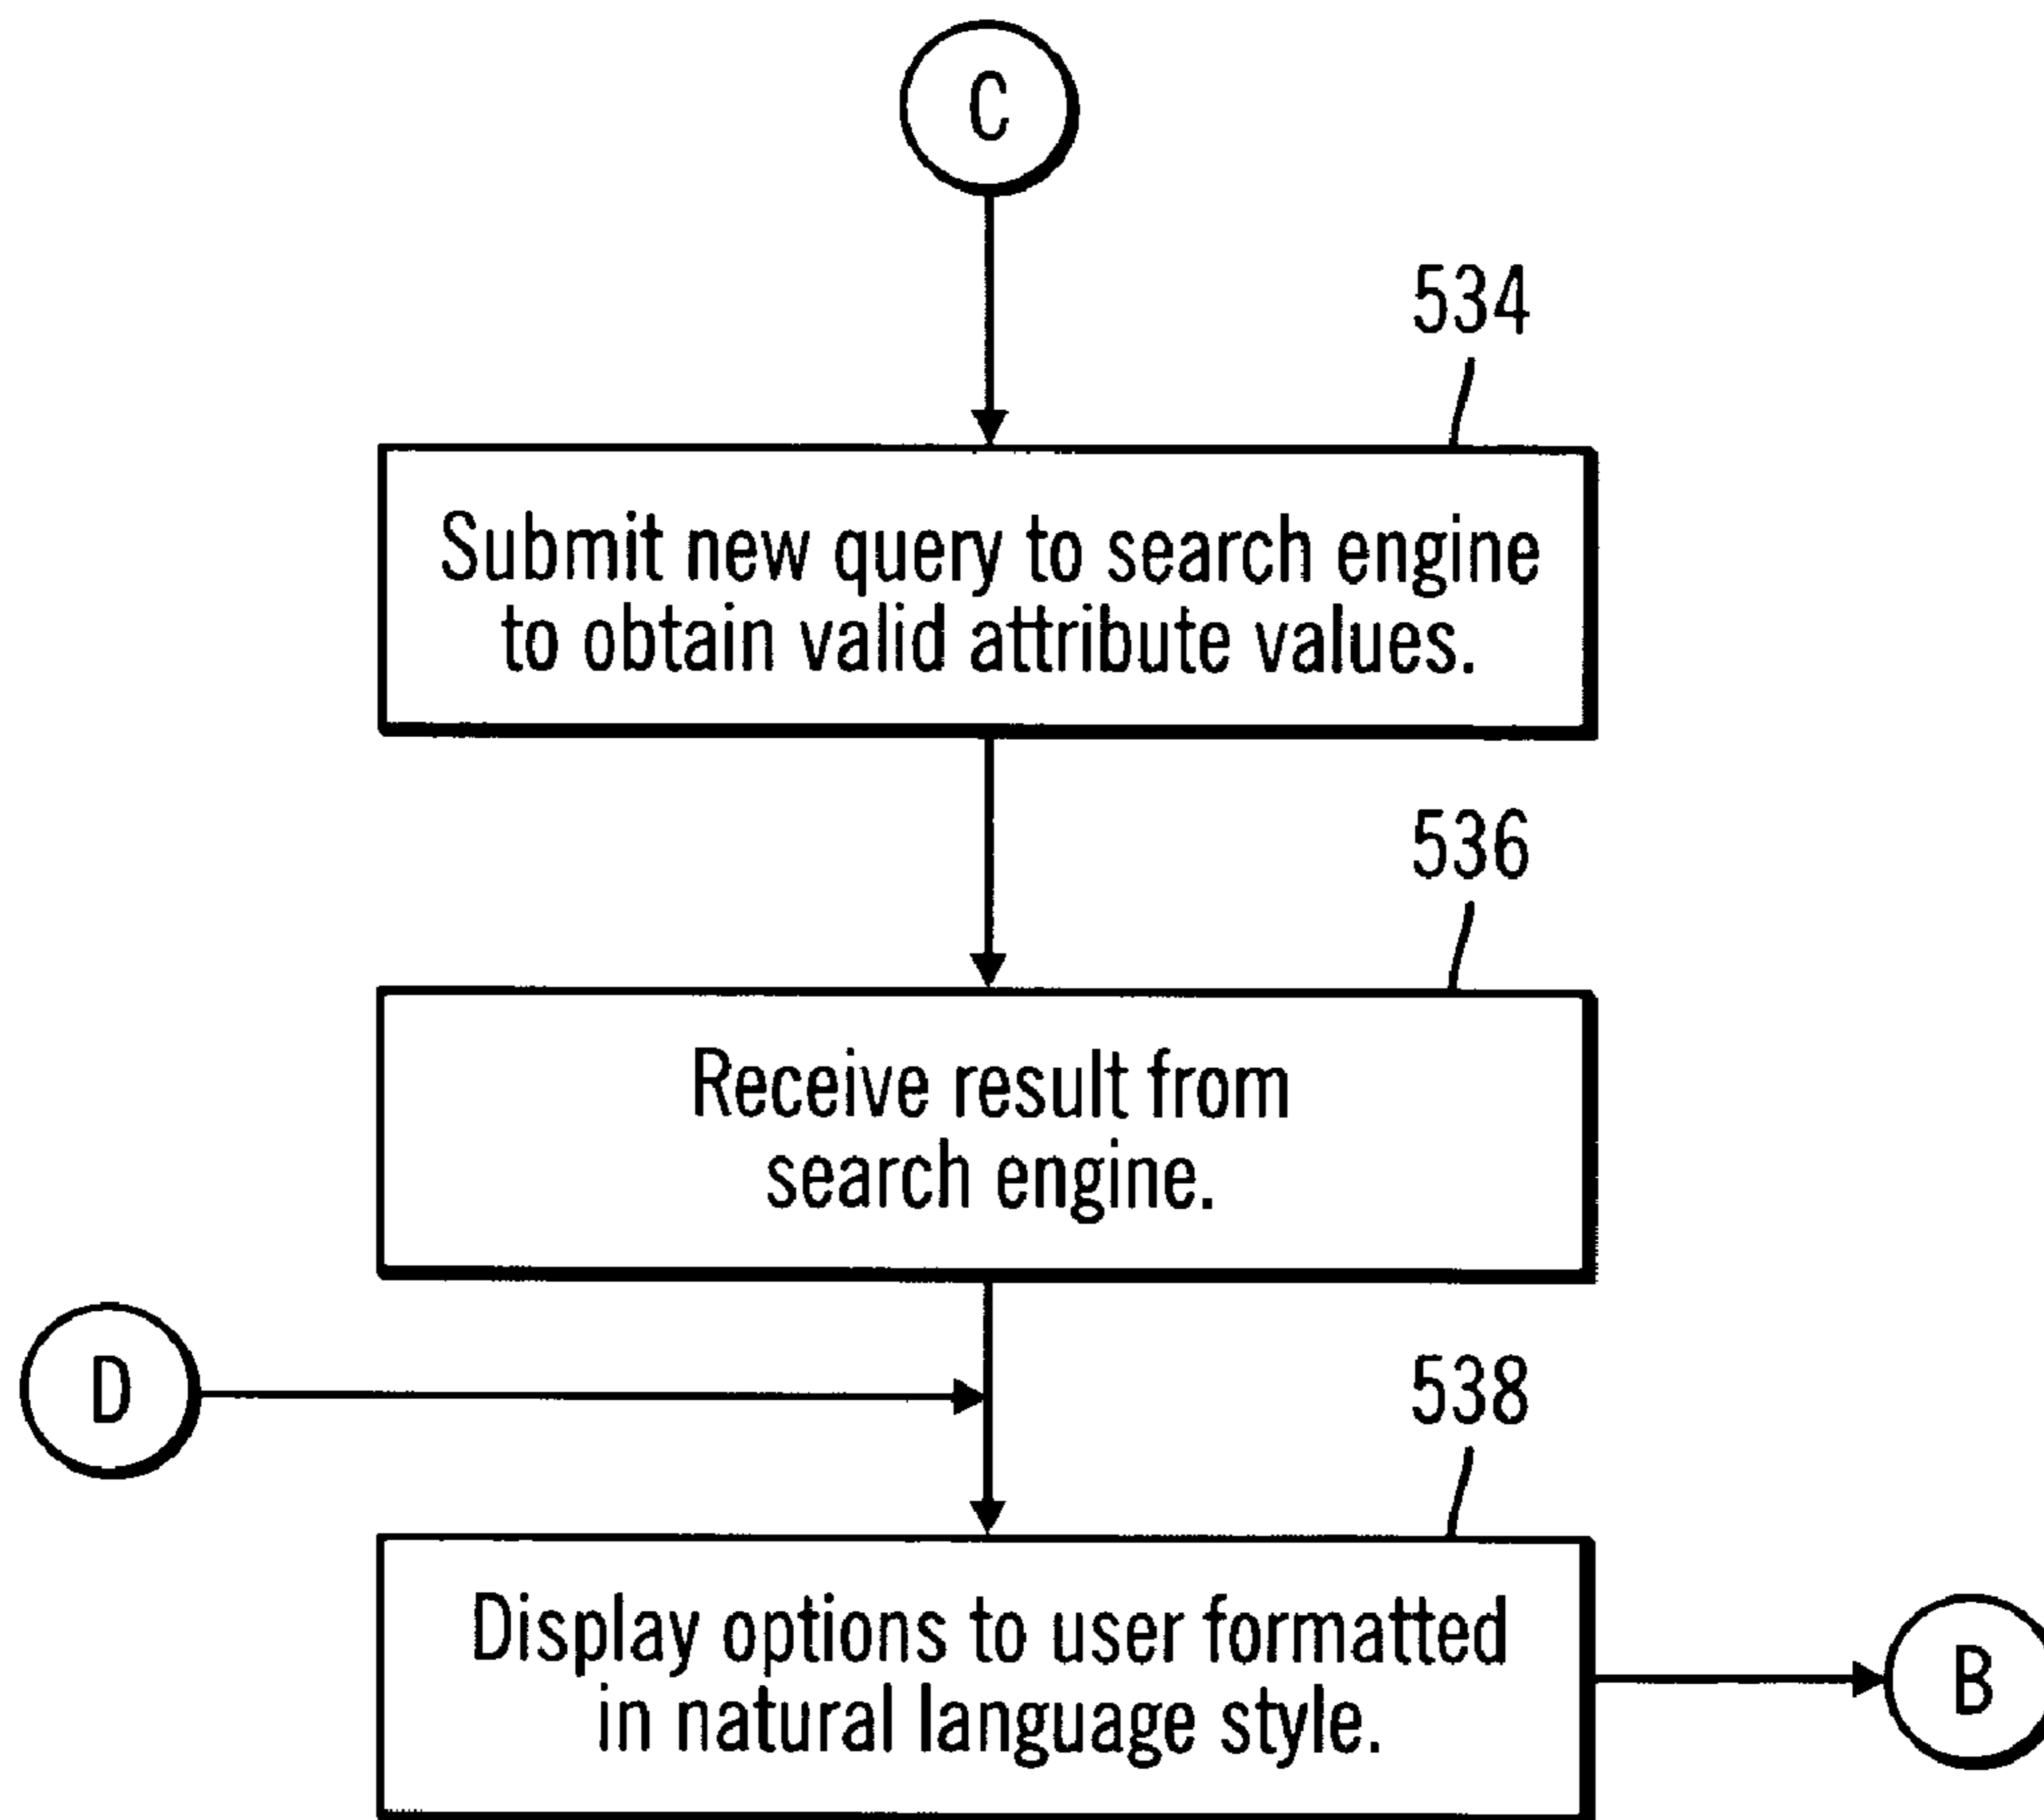 C
534
Submit new query to search engine
to obtain valid attribute values.
536
Receive result from
search engine.
D
538
Display options to user formatted
in natural language style.
B